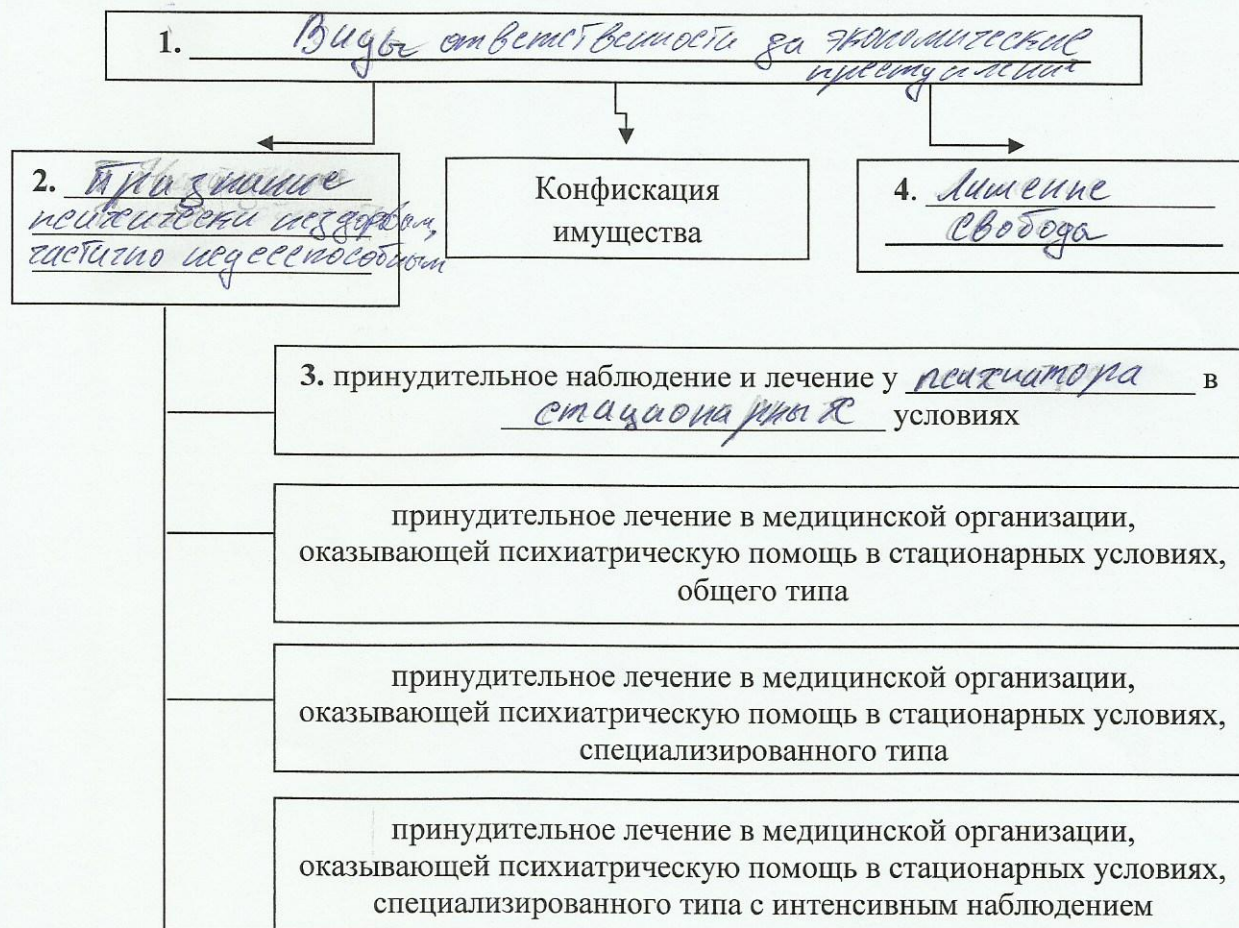 1. Виды ответственности за экономические
преступления
2. Признание
психически нездоровым,
частично недееспособным
Конфискация
имущества
4. Лишение
свободы
3. принудительное наблюдение и лечение у психиатора в
стационарных условиях
принудительное лечение в медицинской организации,
оказывающей психиатрическую помощь в стационарных условиях,
общего типа
принудительное лечение в медицинской организации,
оказывающей психиатрическую помощь в стационарных условиях,
специализированного типа
принудительное лечение в медицинской организации,
оказывающей психиатрическую помощь в стационарных условиях,
специализированного типа с интенсивным наблюдением